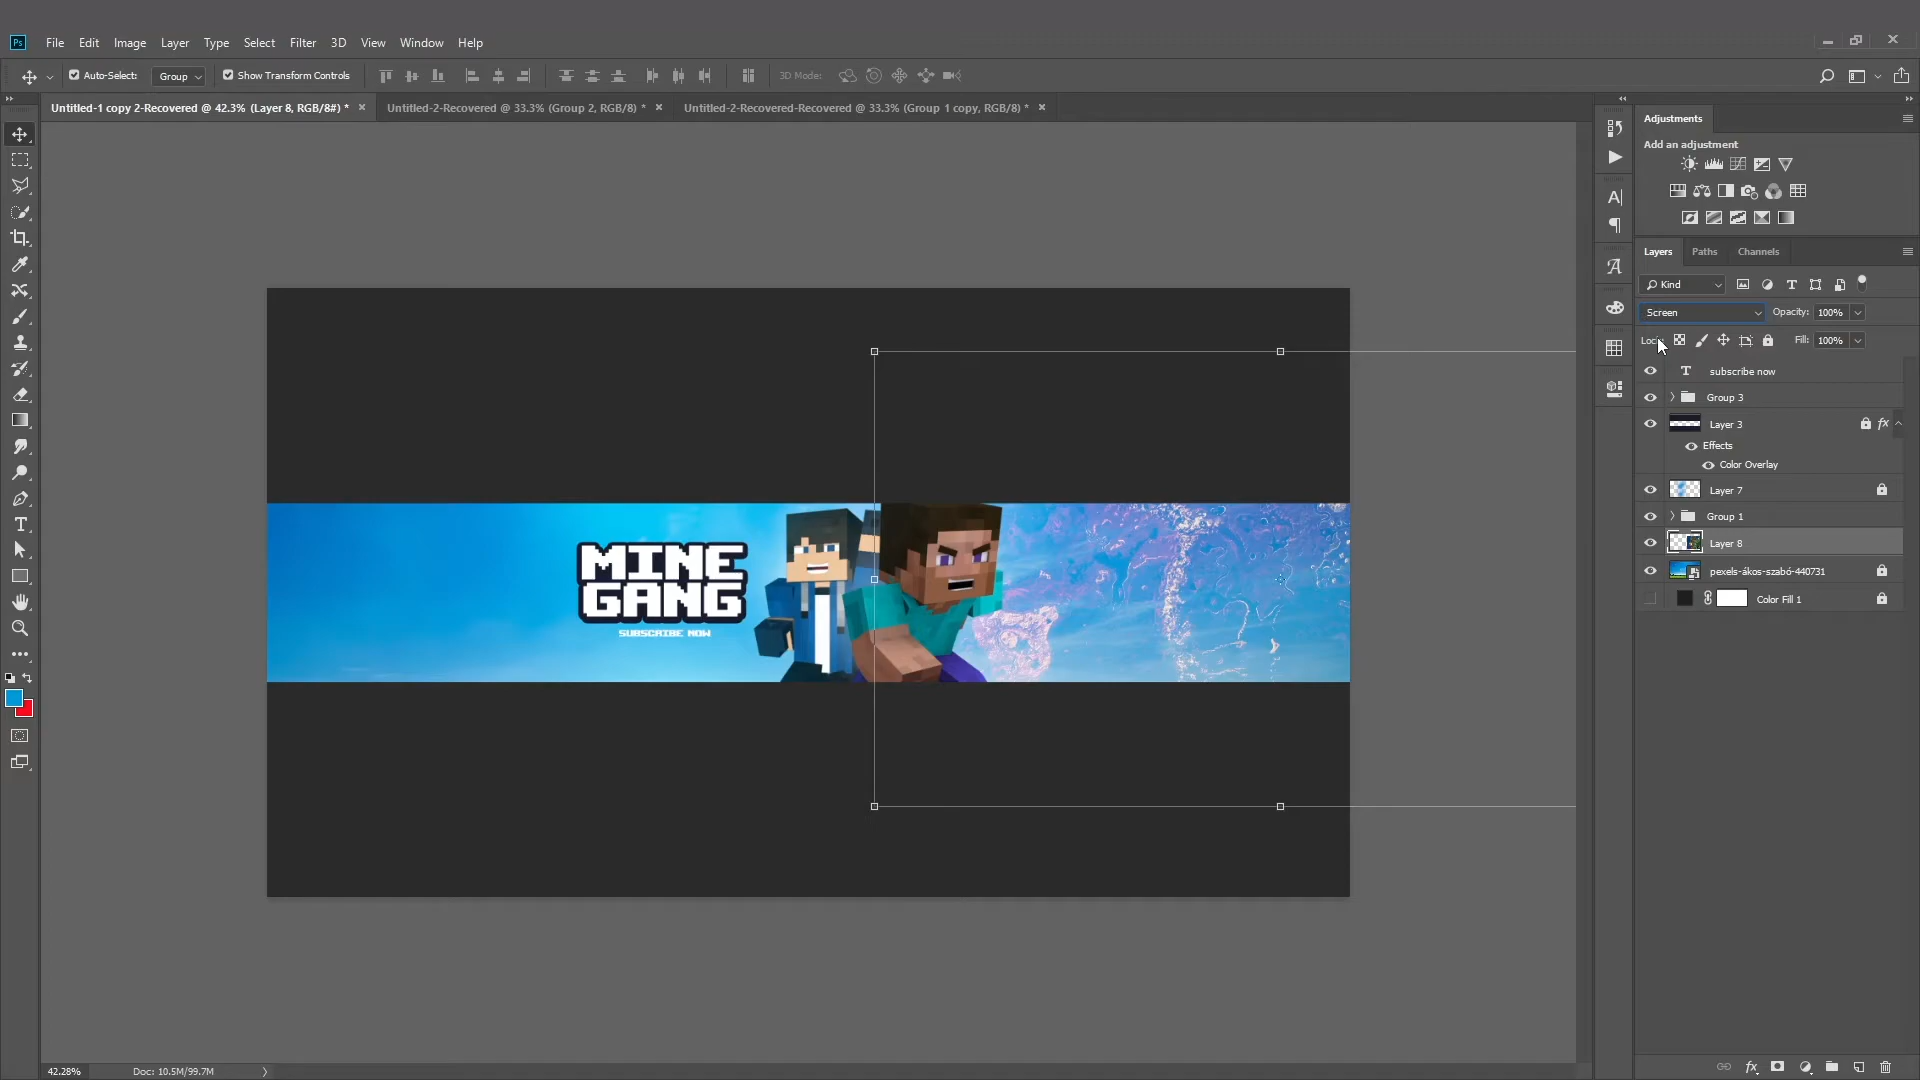 Ps File Edit Image Layer Type Select Filter 3D View Window Help
Auto-Select: Group Show Transform Controls 3D Mode:
Untitled-1 copy 2-Recovered @ 42.3% (Layer 8, RGB/8#) * Untitled-2-Recovered @ 33.3% (Group 2, RGB/8) * Untitled-2-Recovered-Recovered @ 33.3% (Group 1 copy, RGB/8) *
Adjustments
Add an adjustment
Layers Paths Channels
Kind
Screen Opacity: 100%
Lock: Fill: 100%
subscribe now
Group 3
Layer 3 fx
Effects
Color Overlay
Layer 7
Group 1
Layer 8
pexels-ákos-szabó-440731
Color Fill 1
MINE
GANG
SUBSCRIBE NOW
42.28% Doc: 10.5M/99.7M
fx